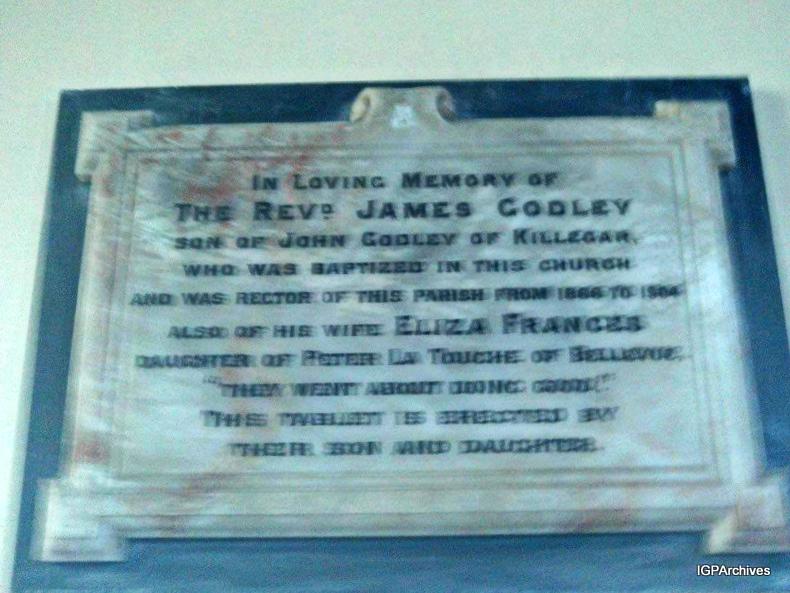 IN LOVING MEMORY OF
THE REVD JAMES GODLEY
SON OF JOHN GODLEY OF KILLEGAR,
WHO WAS BAPTIZED IN THIS CHURCH
AND WAS RECTOR OF THIS PARISH FROM TO
ALSO OF HIS WIFE ELIZA FRANCES
DAUGHTER OF PETER LA TOUCHE OF BELLEVUE.
"THEY WENT ABOUT DOING GOOD."
THIS TABLET IS ERECTED BY
THEIR SON AND DAUGHTER.
IGPArchives